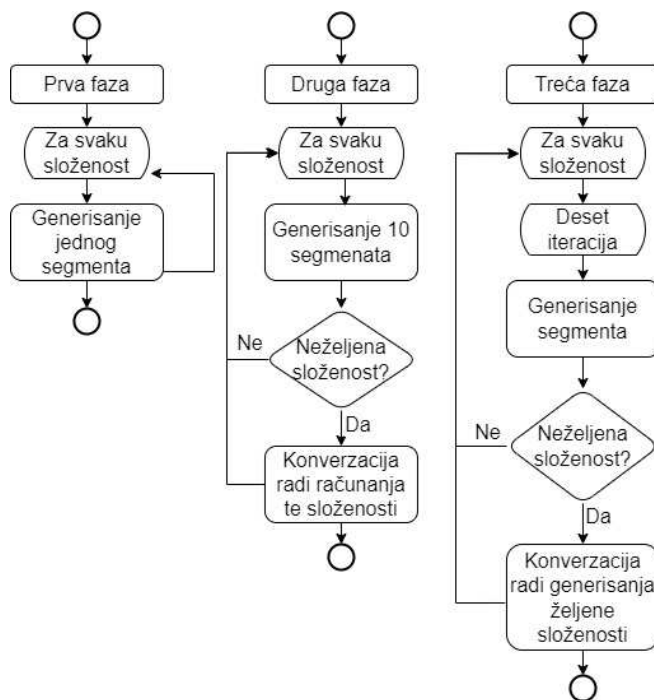 Prva faza
Za svaku
složenost
Generisanje
jednog
segmenta
Druga faza
Za svaku
složenost
Generisanje 10
segmenata
Neželjena
složenost?
Ne
Da
Konverzacija
radi računanja
te složenosti
Treća faza
Za svaku
složenost
Deset
iteracija
Generisanje
segmenta
Neželjena
složenost?
Ne
Da
Konverzacija
radi generisanja
željene
složenosti